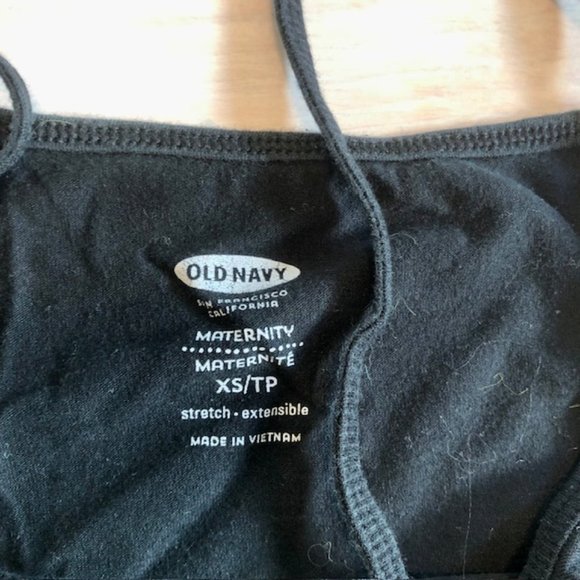 OLD NAVY
SAN FRANCISCO
CALIFORNIA
MATERNITY
MATERNITÉ
XS/TP
stretch • extensible
MADE IN VIETNAM